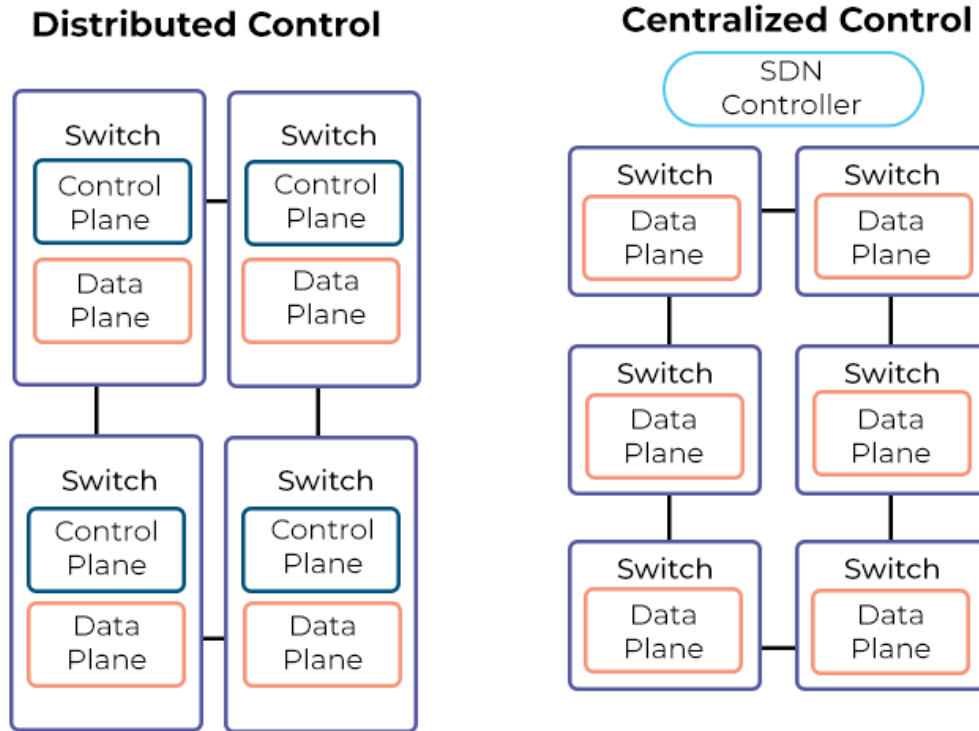 Distributed Control
Switch
Control
Plane
Data
Plane
Switch
Control
Plane
Data
Plane
Switch
Control
Plane
Data
Plane
Switch
Control
Plane
Data
Plane
Centralized Control
SDN
Controller
Switch
Data
Plane
Switch
Data
Plane
Switch
Data
Plane
Switch
Data
Plane
Switch
Data
Plane
Switch
Data
Plane